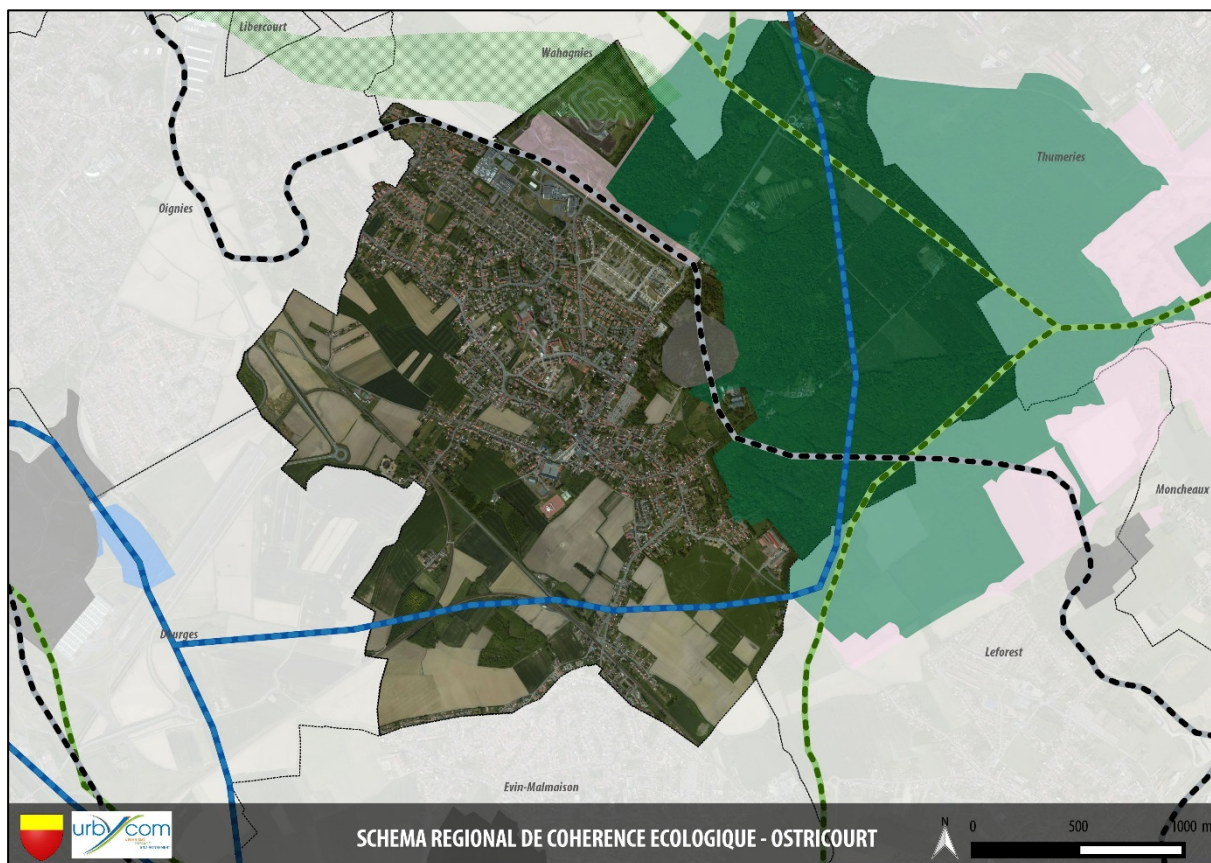 Libercourt
Wahagnies
Thumeries
Oignies
Moncheaux
Dourges
Leforest
Evin-Malmaison
urbycom
SCHEMA REGIONAL DE COHERENCE ECOLOGIQUE - OSTRICOURT
N
0 500 1000 m